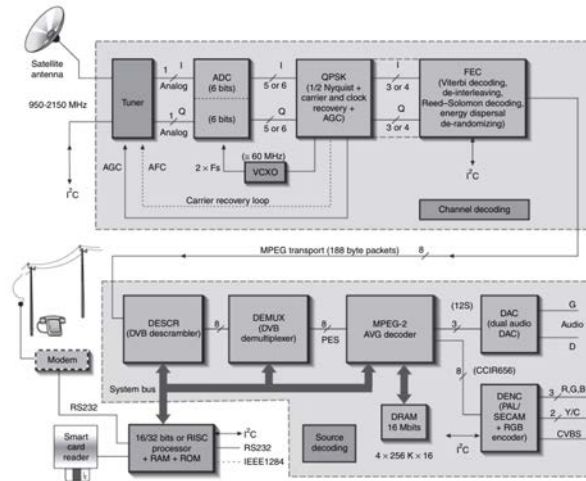 Satellite
antenna
950-2150 MHz
I²C
Tuner
1
I
Analog
1
Q
Analog
ADC
(6 bits)
(6 bits)
I
5 or 6
Q
5 or 6
QPSK
(1/2 Nyquist +
carrier and clock
recovery +
AGC)
I
3 or 4
Q
3 or 4
FEC
(Viterbi decoding,
de-interleaving,
Reed–Solomon decoding,
energy dispersal
de-randomizing)
I²C
AGC
AFC
2 × Fs
(≅ 60 MHz)
VCXO
Carrier recovery loop
Channel decoding
MPEG transport (188 byte packets)
8
DESCR
(DVB descrambler)
8
DEMUX
(DVB
demultiplexer)
8
PES
MPEG-2
AVG decoder
(12S)
3
DAC
(dual audio
DAC)
G
Audio
D
8
(CCIR656)
DENC
(PAL/
SECAM
+ RGB
encoder)
3
R,G,B
2
Y/C
CVBS
I²C
Modem
System bus
RS232
Smart
card
reader
16/32 bits or RISC
processor
+ RAM + ROM
I²C
RS232
IEEE1284
Source
decoding
DRAM
16 Mbits
4 × 256 K × 16